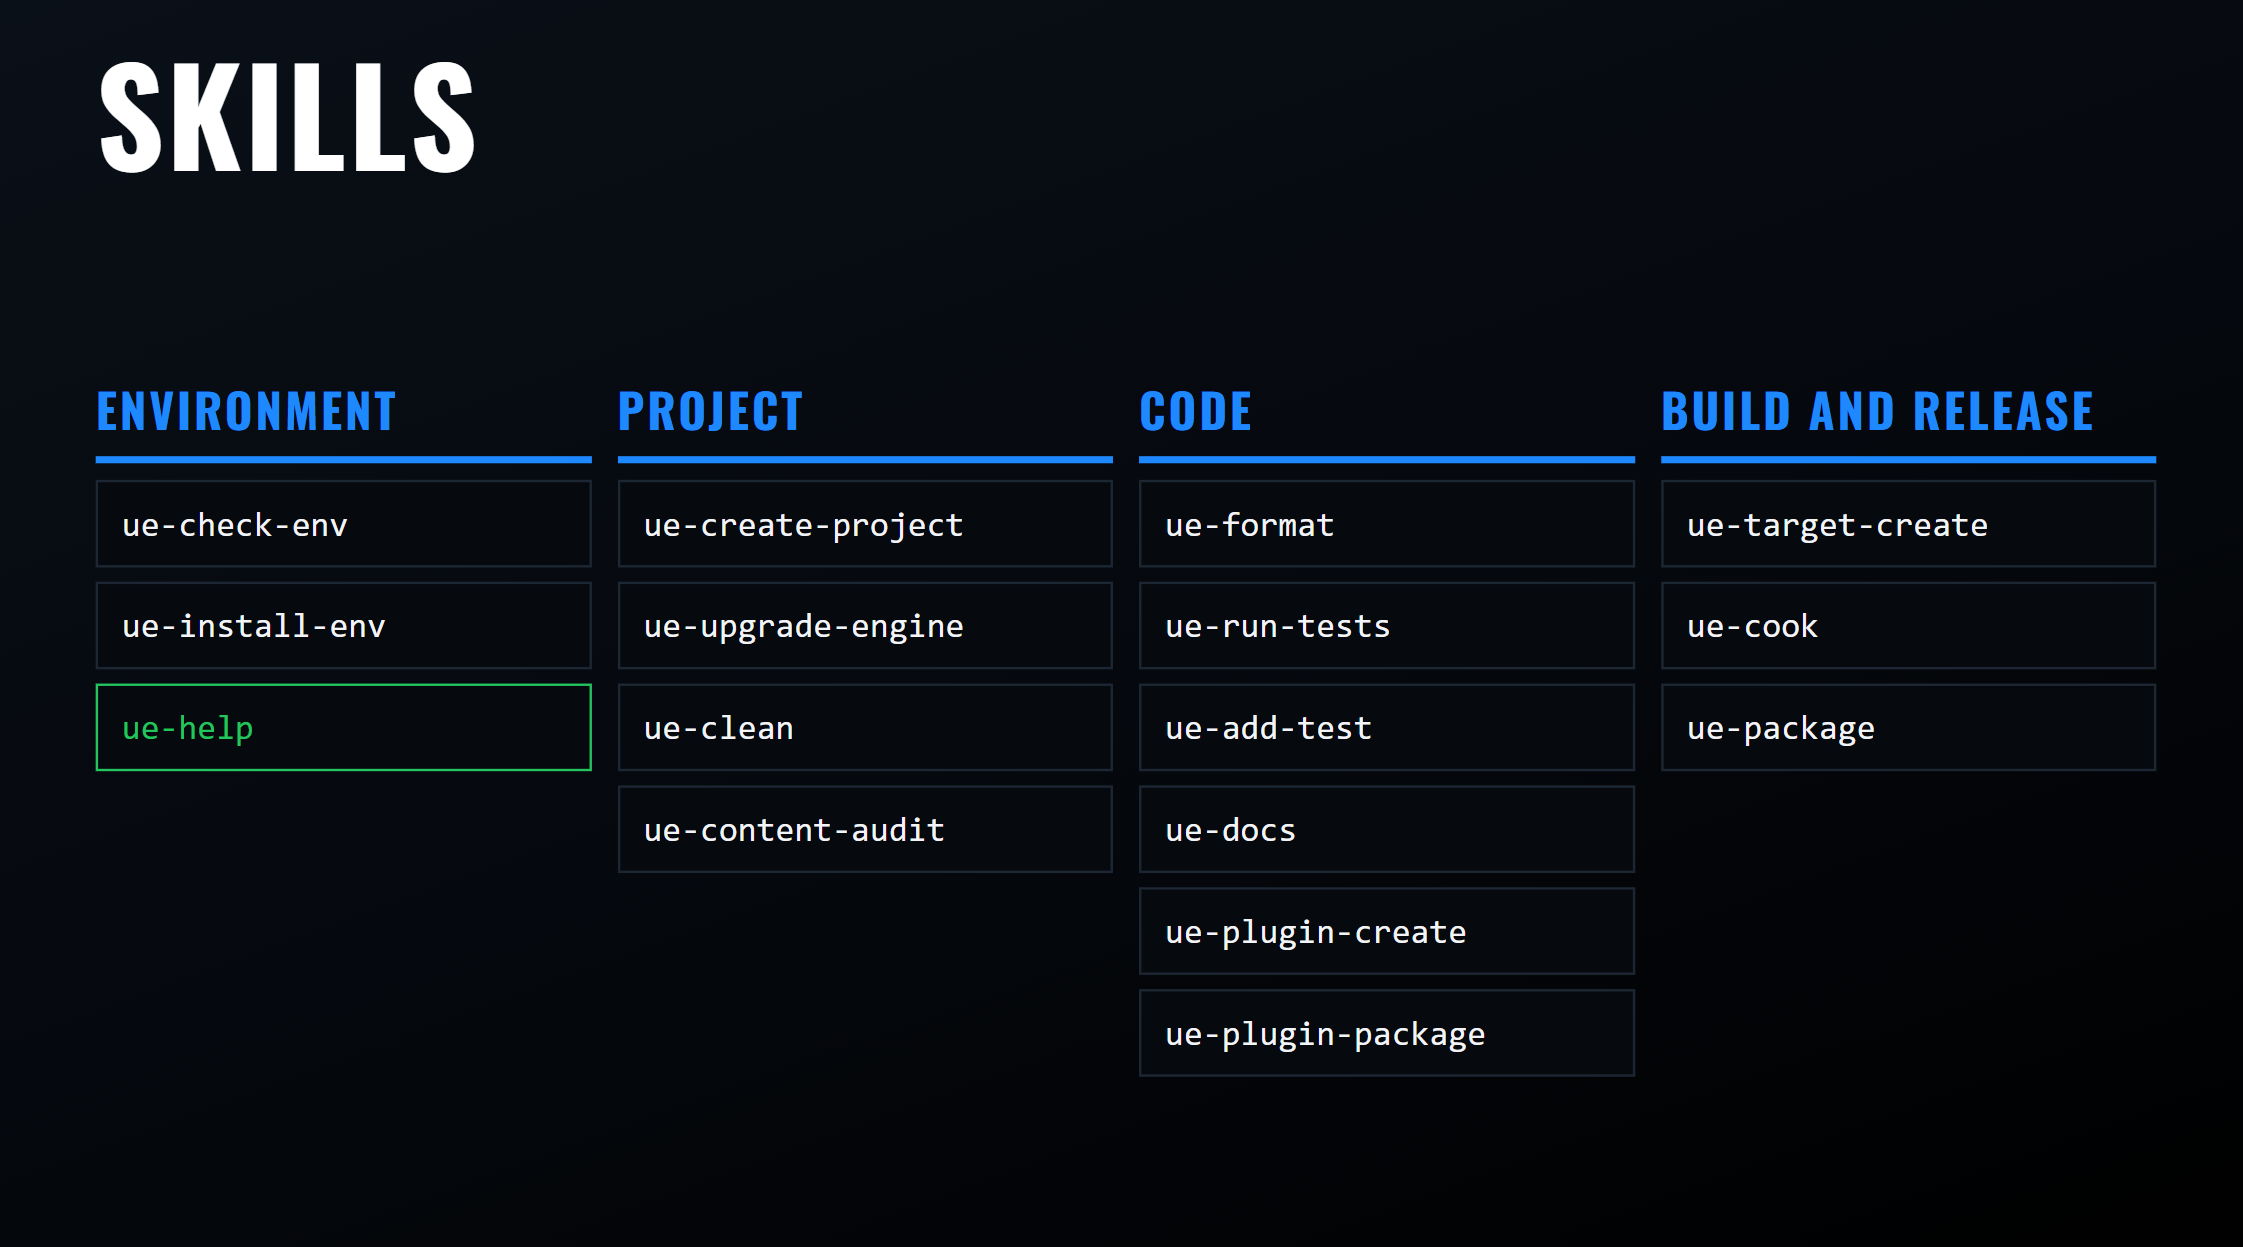 SKILLS
ENVIRONMENT
ue-check-env
ue-install-env
ue-help
PROJECT
ue-create-project
ue-upgrade-engine
ue-clean
ue-content-audit
CODE
ue-format
ue-run-tests
ue-add-test
ue-docs
ue-plugin-create
ue-plugin-package
BUILD AND RELEASE
ue-target-create
ue-cook
ue-package